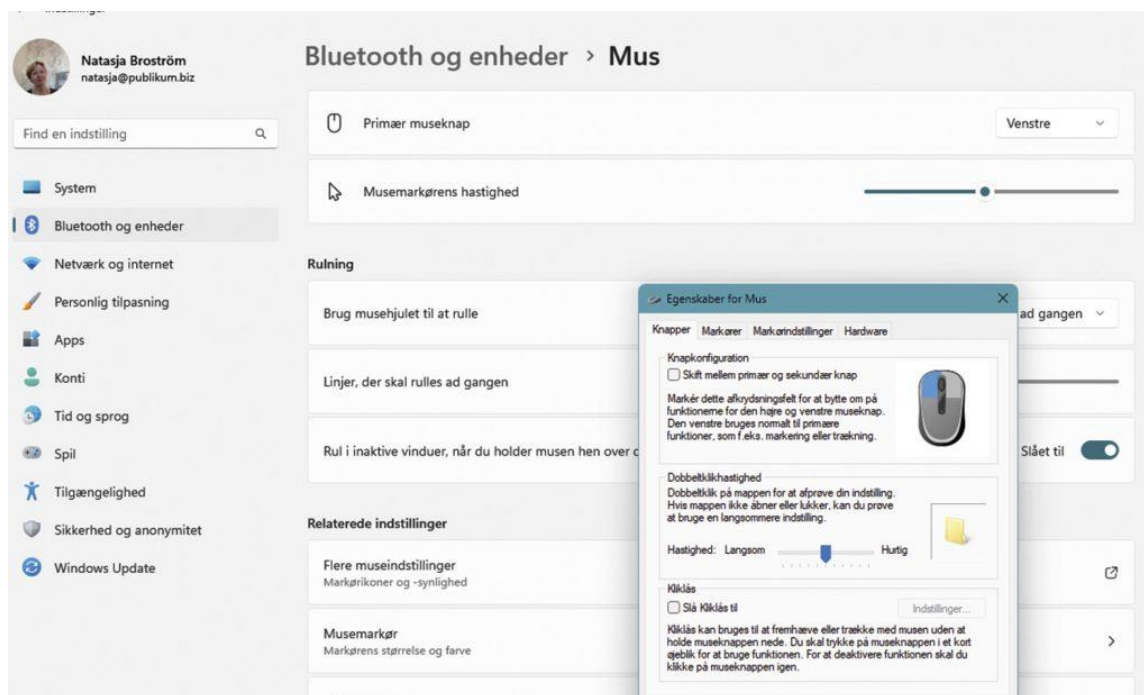 Natasja Broström
natasja@publikum.biz
Find en indstilling
System
Bluetooth og enheder
Netværk og internet
Personlig tilpasning
Apps
Konti
Tid og sprog
Spil
Tilgængelighed
Sikkerhed og anonymitet
Windows Update
Bluetooth og enheder > Mus
Primær museknap
Venstre
Musemarkørens hastighed
Rulning
Brug musehjulet til at rulle
ad gangen
Linjer, der skal rulles ad gangen
Rul i inaktive vinduer, når du holder musen hen over
Slået til
Relaterede indstillinger
Flere museindstillinger
Markørikoner og -synlighed
Musemarkør
Markørens størrelse og farve
Egenskaber for Mus
Knapper Markører Markørindstillinger Hardware
Knapkonfiguration
Skift mellem primær og sekundær knap
Markér dette afkrydsningsfelt for at bytte om på
funktionerne for den højre og venstre museknap.
Den venstre bruges normalt til primære
funktioner, som f.eks. markering eller trækning.
Dobbeltklikhastighed
Dobbeltklik på mappen for at afprøve din indstilling.
Hvis mappen ikke åbner eller lukker, kan du prøve
at bruge en langsommere indstilling.
Hastighed: Langsom Hurtig
Kliklås
Slå Kliklås til
Indstillinger...
Kliklås kan bruges til at fremhæve eller trække med musen uden at
holde museknappen nede. Du skal trykke på museknappen i et kort
øjeblik for at bruge funktionen. For at deaktivere funktionen skal du
klikke på museknappen igen.